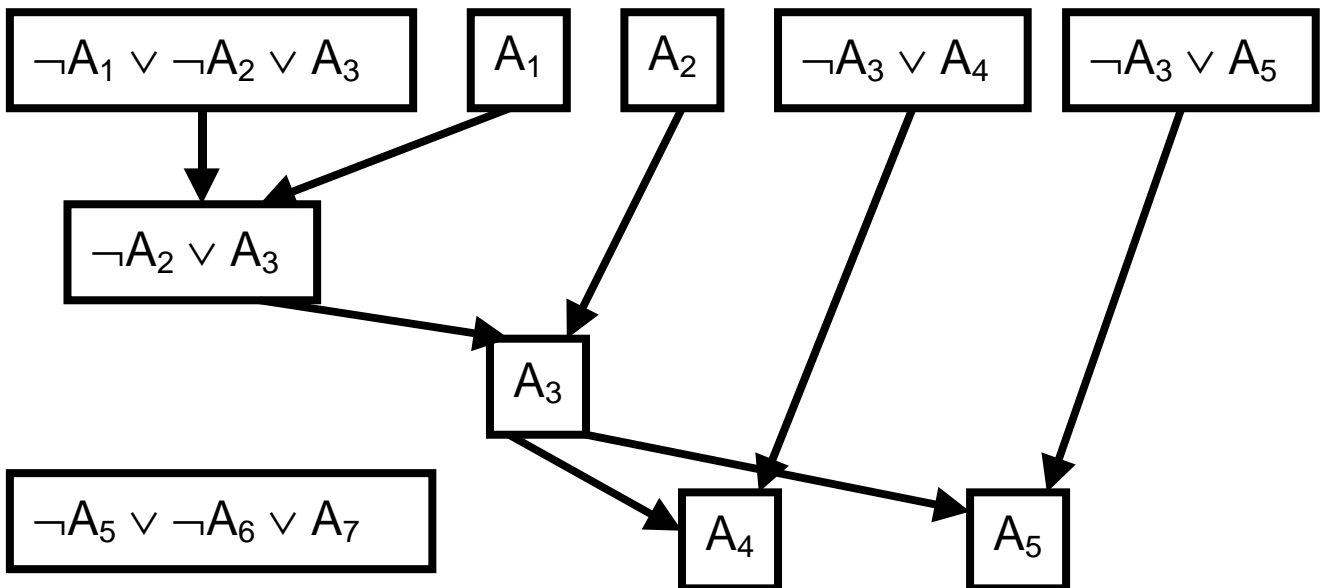 ¬A₁ ∨ ¬A₂ ∨ A₃
A₁
A₂
¬A₃ ∨ A₄
¬A₃ ∨ A₅
¬A₂ ∨ A₃
A₃
¬A₅ ∨ ¬A₆ ∨ A₇
A₄
A₅